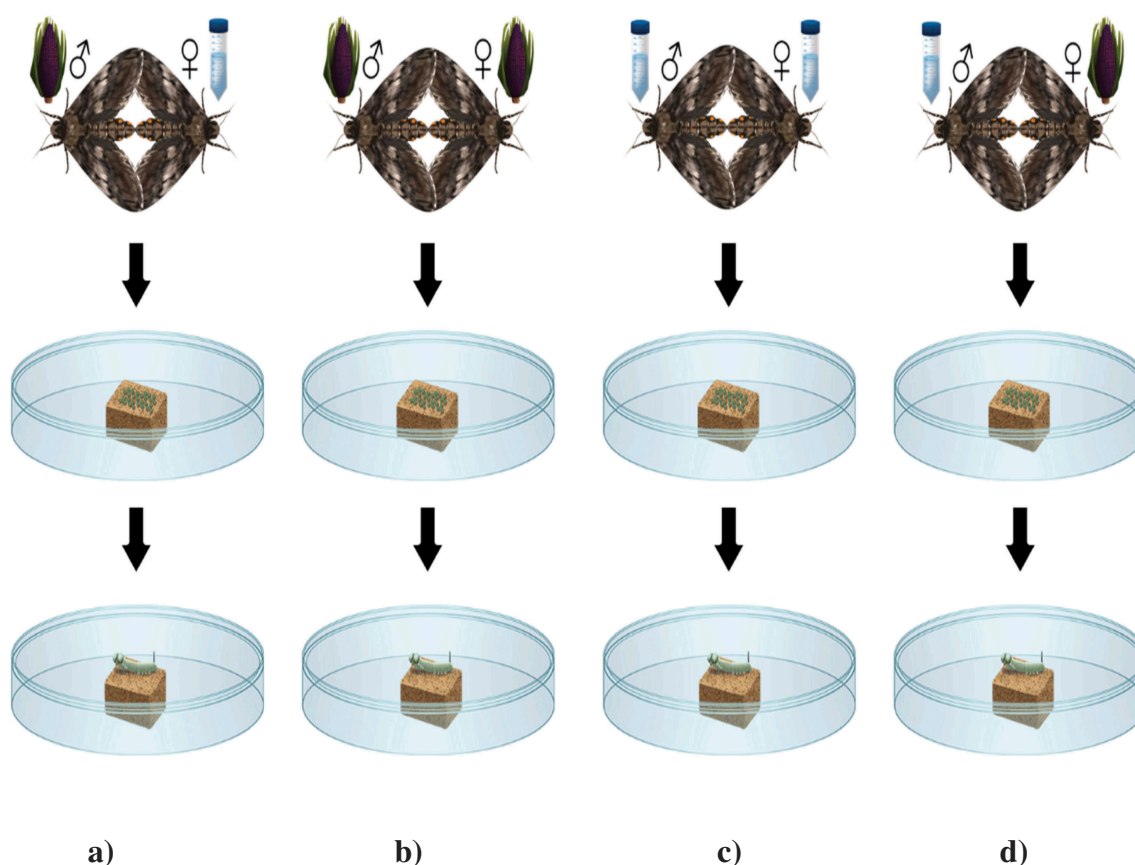 ♂ ♀ ♂ ♀ ♂ ♀ ♂ ♀
a) b) c) d)